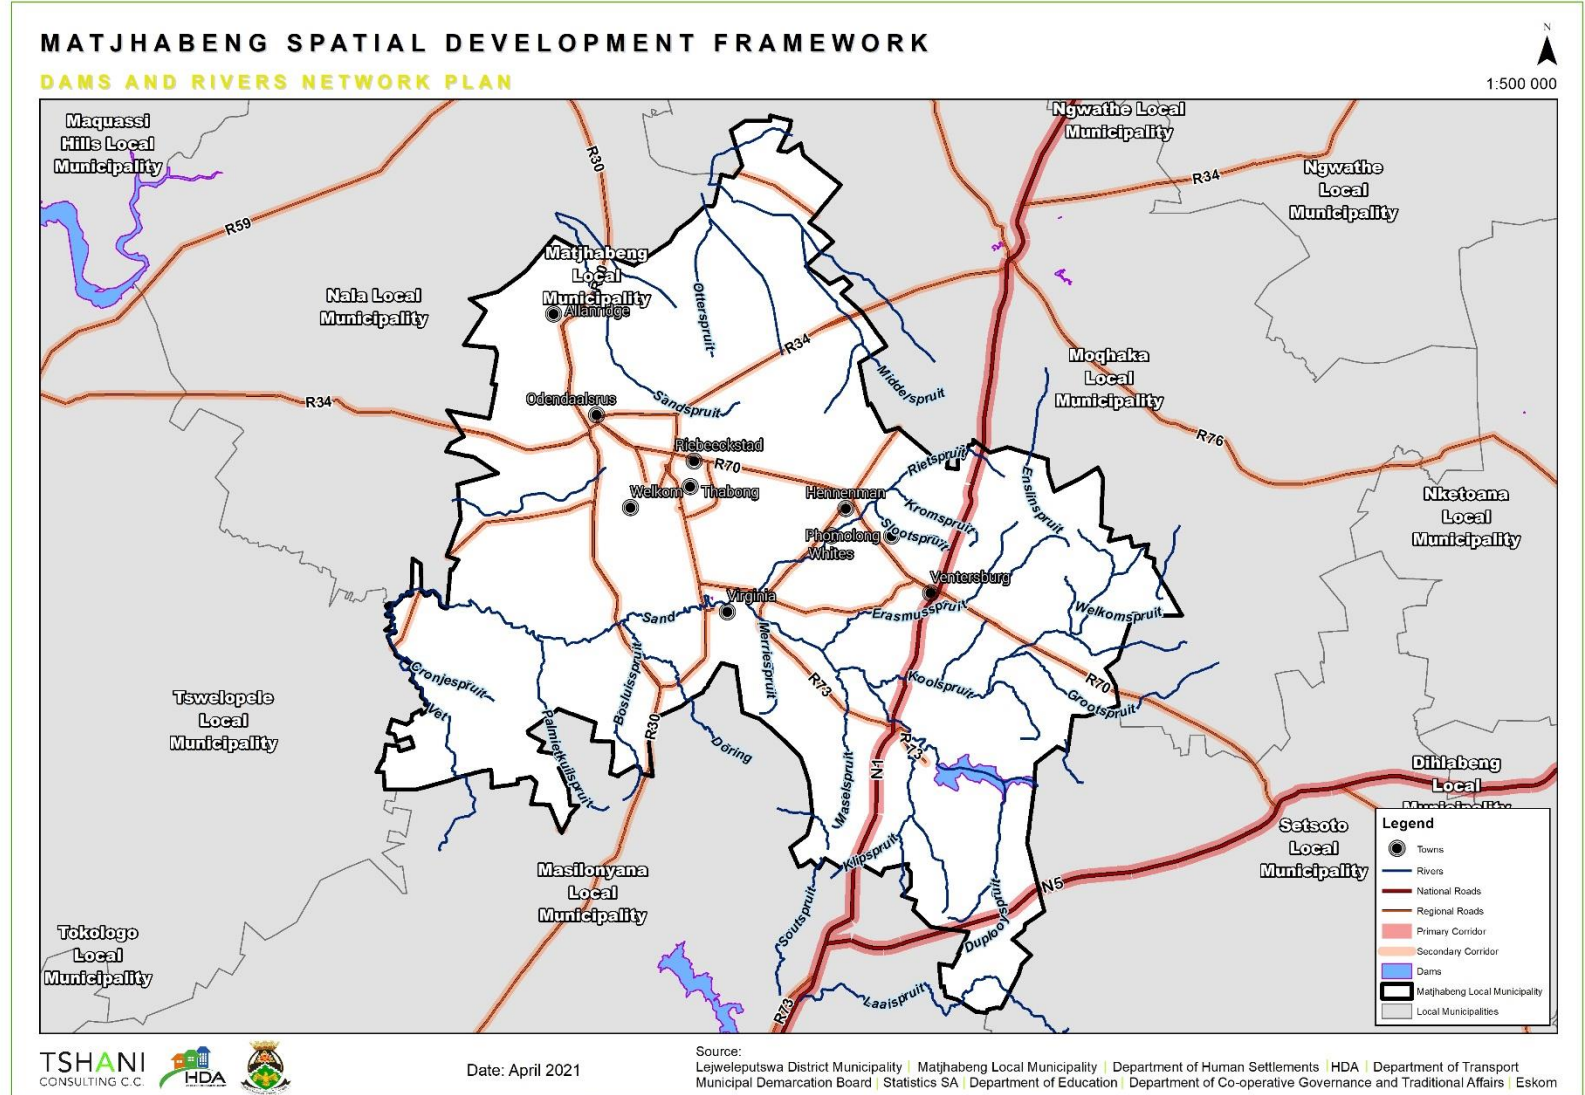 MATJHABENG SPATIAL DEVELOPMENT FRAMEWORK
DAMS AND RIVERS NETWORK PLAN
N
1:500 000
Maquassi
Hills Local
Municipality
Ngwathe Local
Municipality
R30
R34
Ngwathe
Local
Municipality
R59
Matjhabeng
Local
Municipality
Nala Local
Municipality
Allanridge
Otterspruit
R34
Moqhaka
Local
Municipality
Middelspruit
R34
Odendaalsrus
Sandspruit
R76
Riebeeckstad
R70
Rietspruit
Enslinspruit
Welkom
Thabong
Hennenman
Nketoana
Local
Municipality
Kromspruit
Slootspruit
Phomolong
Whites
Ventersburg
Virginia
Sand
Erasmusspruit
Welkomspruit
Merriespruit
Bosluisspruit
Cronjespruit
Vet
Palmietkuilspruit
R73
Koolspruit
R70
Grootspruit
Tswelopele
Local
Municipality
R30
Doring
R73
N1
Maselspruit
Dihlabeng
Local
Municipality
Setsoto
Local
Municipality
Klipspruit
Masilonyana
Local
Municipality
N5
Soutspruit
Duplooyspruit
Tokologo
Local
Municipality
Laaispruit
R73
Legend
Towns
Rivers
National Roads
Regional Roads
Primary Corridor
Secondary Corridor
Dams
Matjhabeng Local Municipality
Local Municipalities
TSHANI
CONSULTING C.C.
HDA
Date: April 2021
Source:
Lejweleputswa District Municipality | Matjhabeng Local Municipality | Department of Human Settlements | HDA | Department of Transport
Municipal Demarcation Board | Statistics SA | Department of Education | Department of Co-operative Governance and Traditional Affairs | Eskom